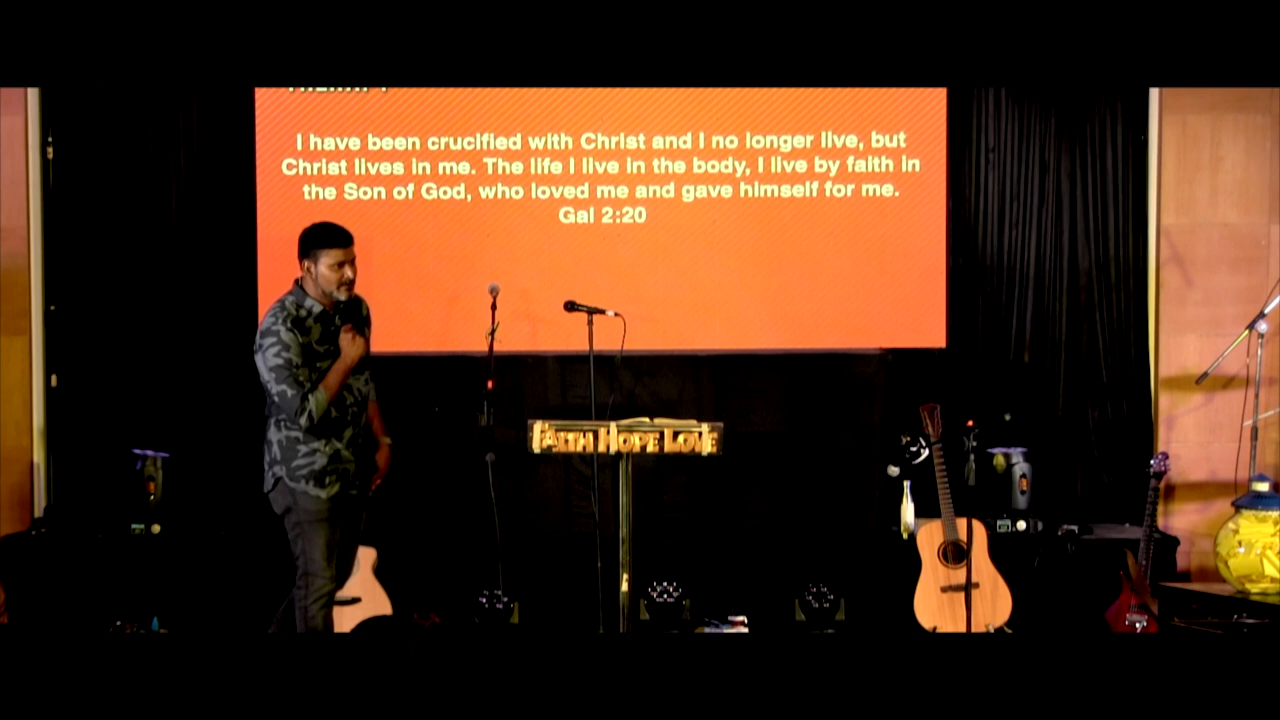 I have been crucified with Christ and I no longer live, but
Christ lives in me. The life I live in the body, I live by faith in
the Son of God, who loved me and gave himself for me.
Gal 2:20
FAITH HOPE LOVE